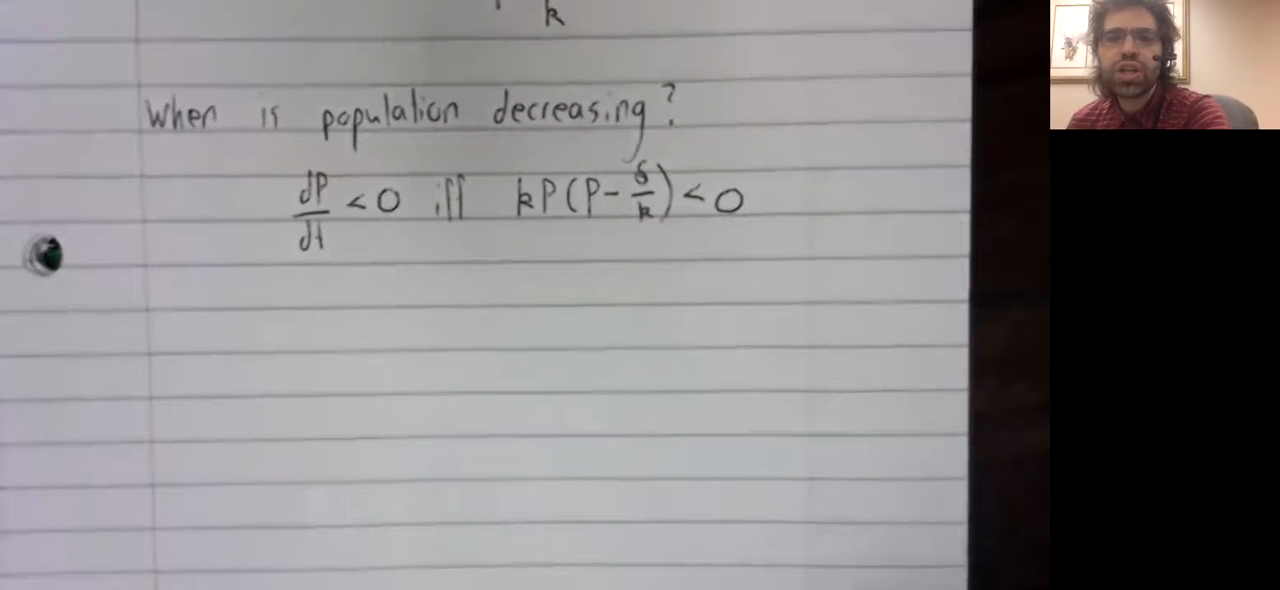 k
When is population decreasing?
dP/dt < 0 iff kP(P - δ/k) < 0